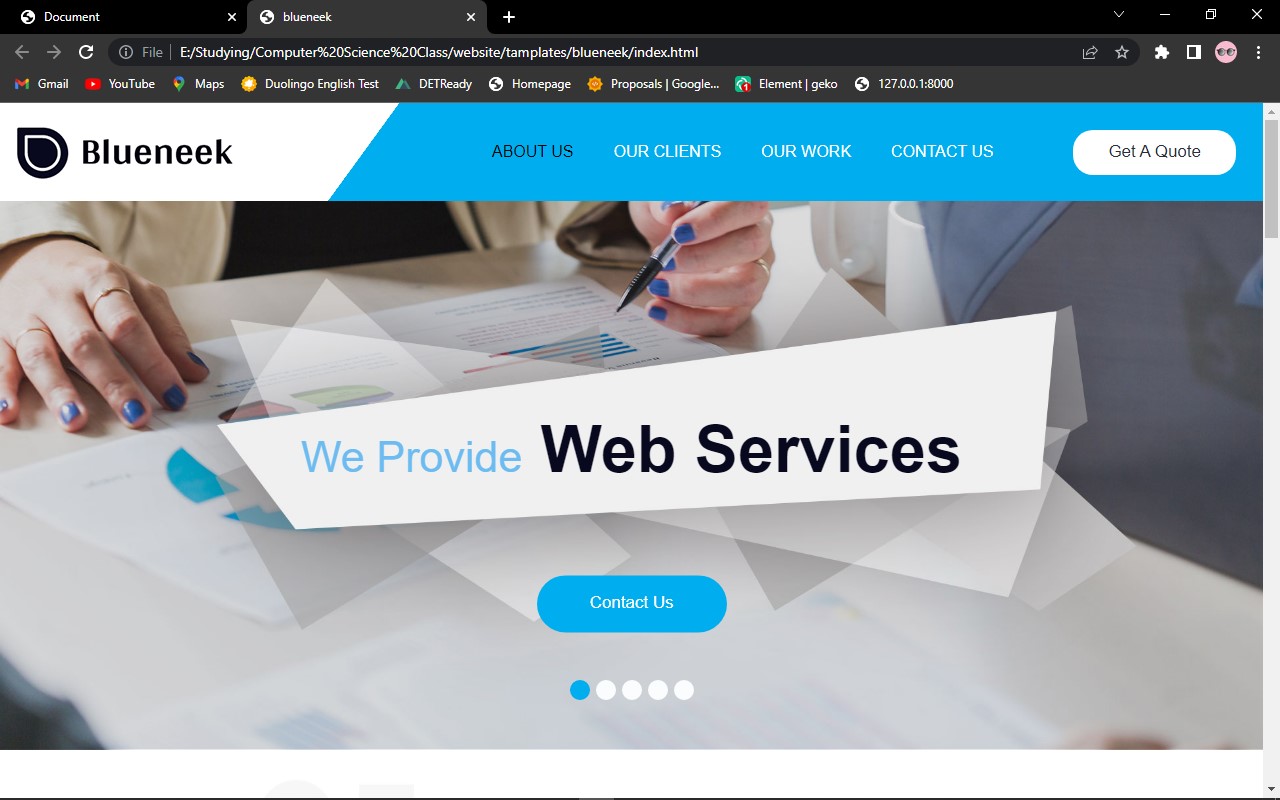 Document
blueneek
File
E:/Studying/Computer%20Science%20Class/website/tamplates/blueneek/index.html
Gmail
YouTube
Maps
Duolingo English Test
DETReady
Homepage
Proposals | Google...
Element | geko
127.0.0.1:8000
Blueneek
ABOUT US
OUR CLIENTS
OUR WORK
CONTACT US
Get A Quote
We Provide Web Services
Contact Us